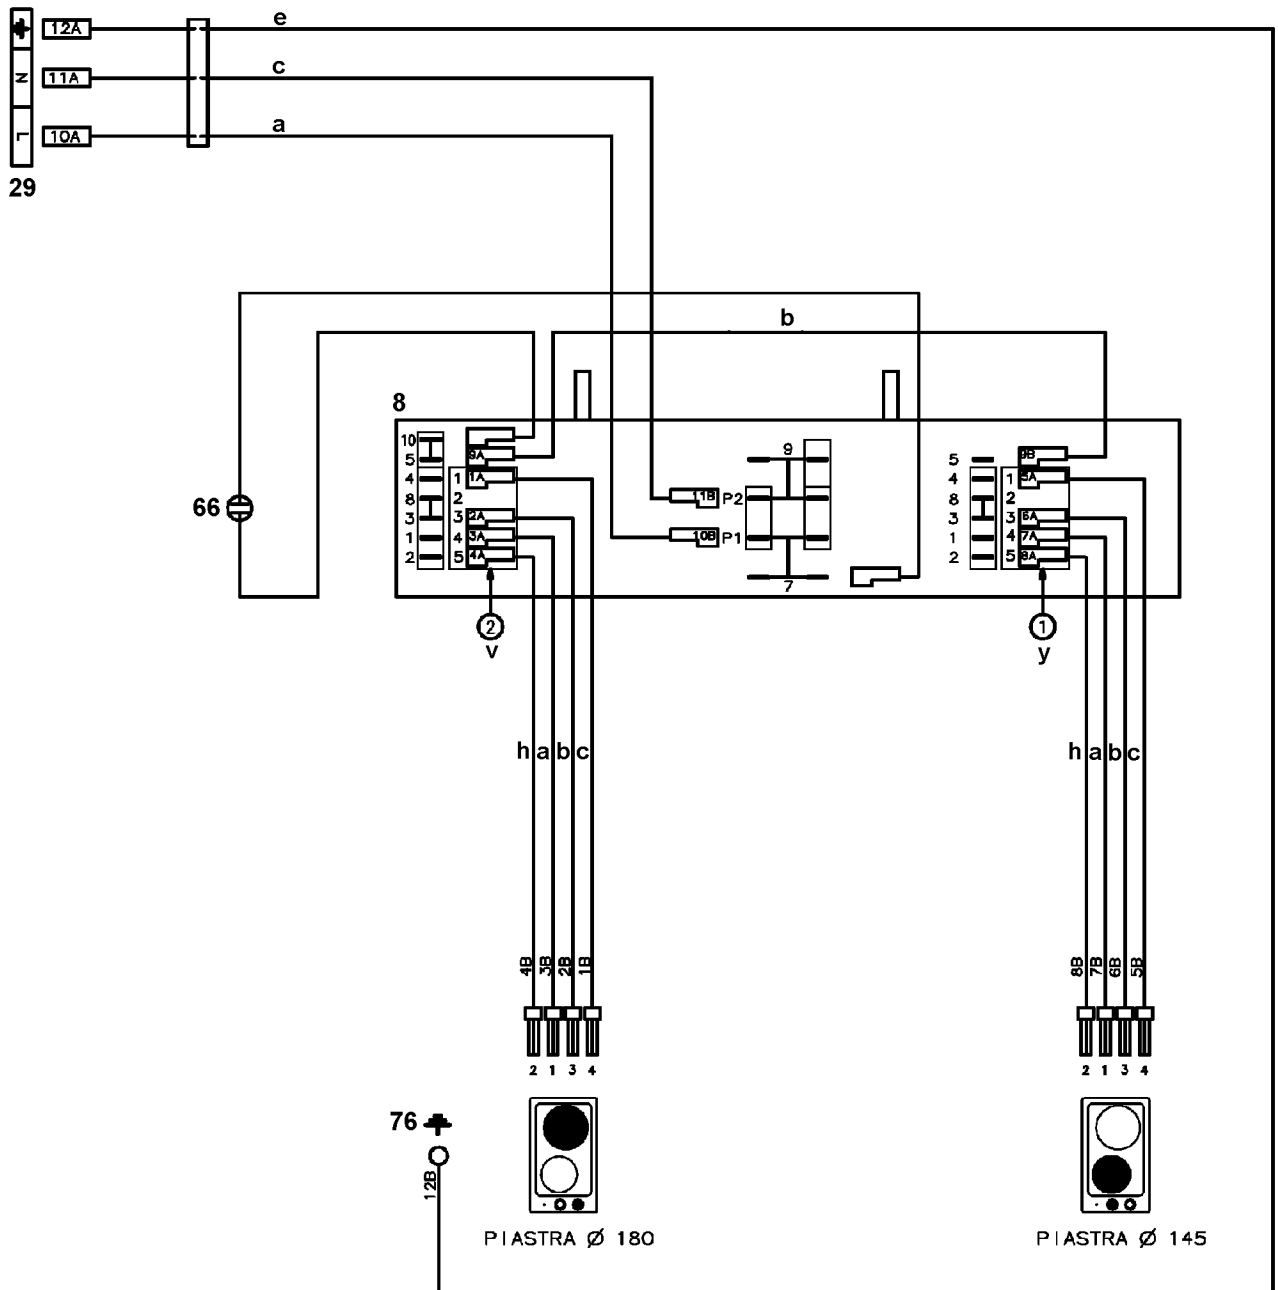 12A e
N 11A c
L 10A a
29
b
8
10
5 9A 9 5 9B
4 1 1A 4 1 5A
8 2 11B P2 8 2
3 3 2A 3 3 6A
1 4 3A 10B P1 1 4 7A
2 5 4A 7 2 5 8A
66
2 1
v y
h a b c h a b c
4B 3B 2B 1B 8B 7B 6B 5B
2 1 3 4 2 1 3 4
76
12B
PIASTRA Ø 180 PIASTRA Ø 145